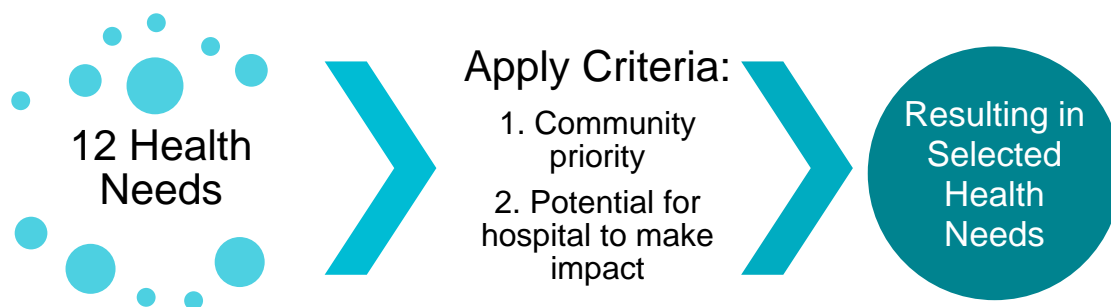 12 Health
Needs
Apply Criteria:
1. Community
priority
2. Potential for
hospital to make
impact
Resulting in
Selected
Health
Needs